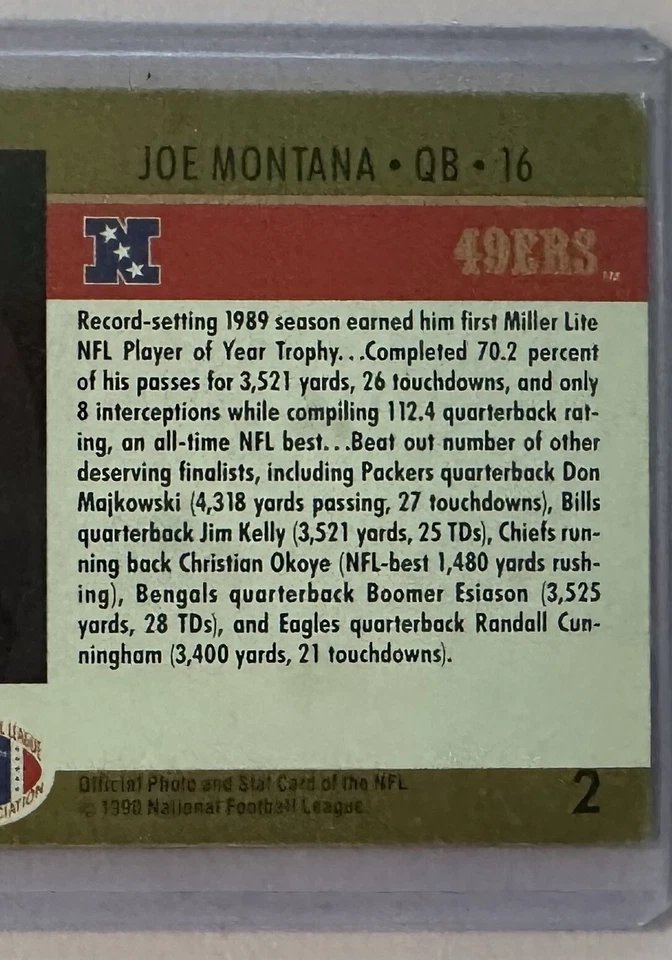 JOE MONTANA • QB • 16
N
49ERS
Record-setting 1989 season earned him first Miller Lite
NFL Player of Year Trophy...Completed 70.2 percent
of his passes for 3,521 yards, 26 touchdowns, and only
8 interceptions while compiling 112.4 quarterback rat-
ing, an all-time NFL best...Beat out number of other
deserving finalists, including Packers quarterback Don
Majkowski (4,318 yards passing, 27 touchdowns), Bills
quarterback Jim Kelly (3,521 yards, 25 TDs), Chiefs run-
ning back Christian Okoye (NFL-best 1,480 yards rush-
ing), Bengals quarterback Boomer Esiason (3,525
yards, 28 TDs), and Eagles quarterback Randall Cun-
ningham (3,400 yards, 21 touchdowns).
L LEAGUE
CIATION
Official Photo and Stat Card of the NFL
© 1990 National Football League
2